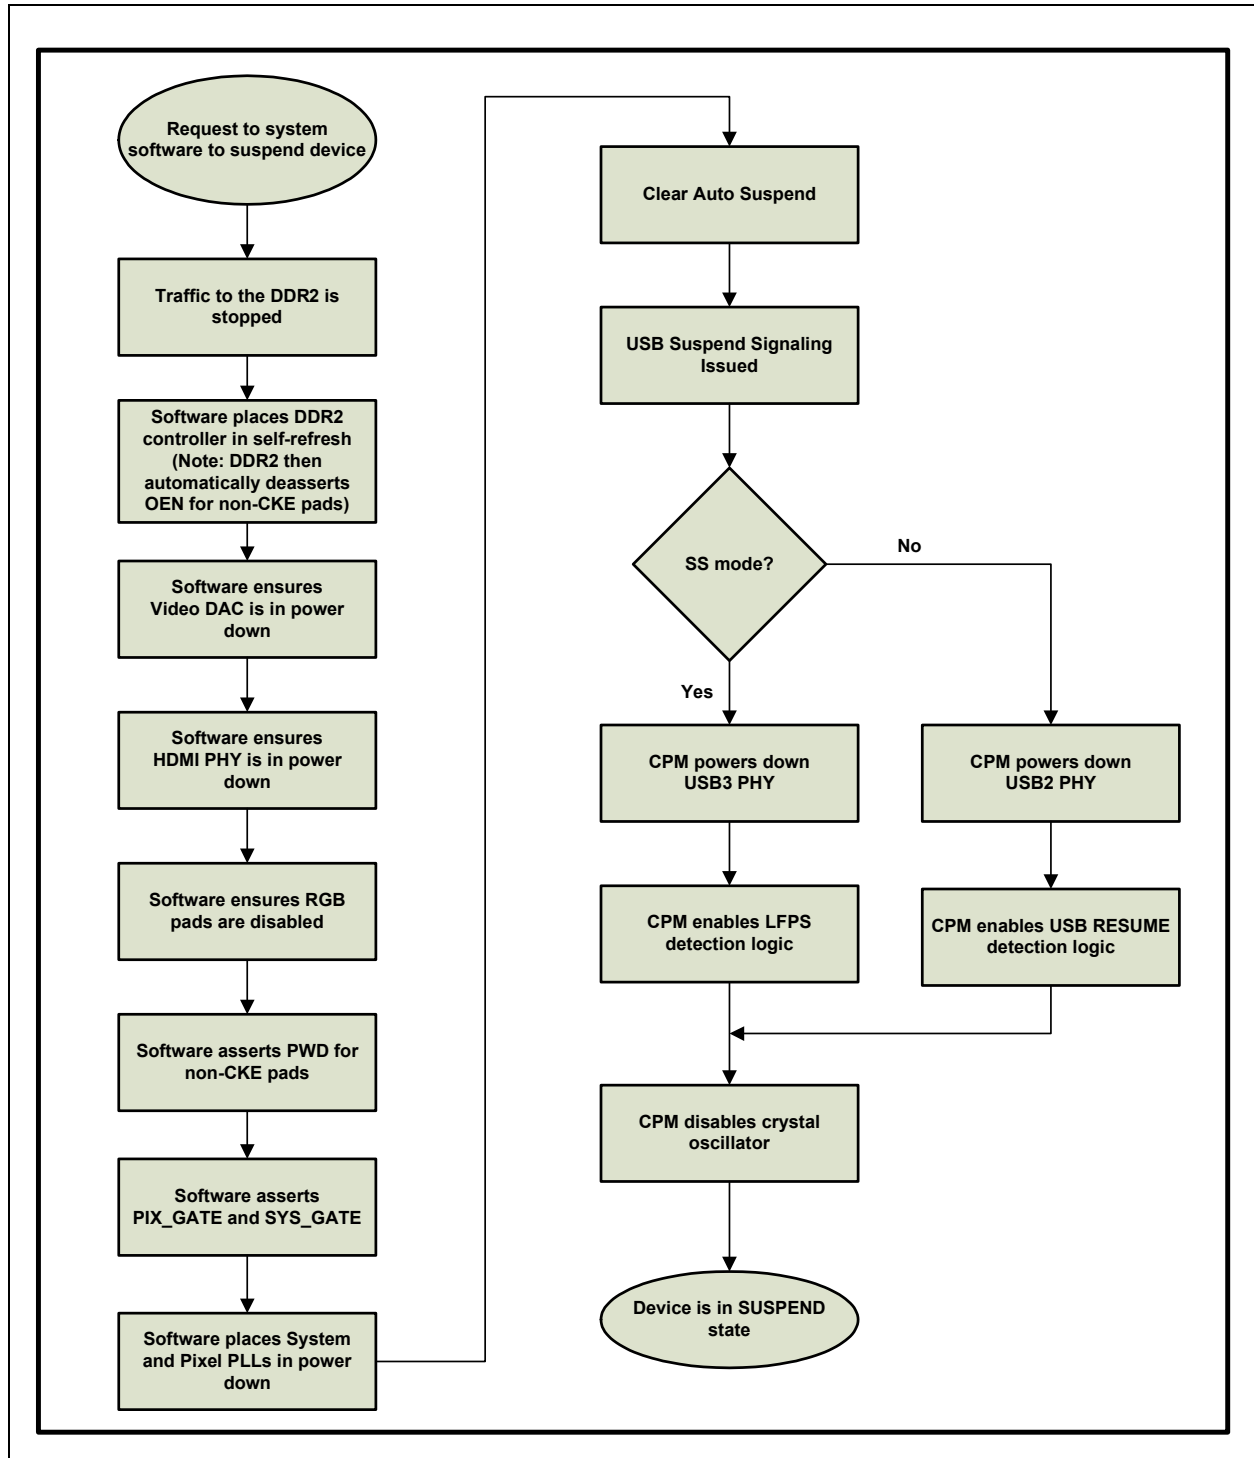 Request to system
software to suspend device
Traffic to the DDR2 is
stopped
Software places DDR2
controller in self-refresh
(Note: DDR2 then
automatically deasserts
OEN for non-CKE pads)
Software ensures
Video DAC is in power
down
Software ensures
HDMI PHY is in power
down
Software ensures RGB
pads are disabled
Software asserts PWD for
non-CKE pads
Software asserts
PIX_GATE and SYS_GATE
Software places System
and Pixel PLLs in power
down
Clear Auto Suspend
USB Suspend Signaling
Issued
SS mode?
No
Yes
CPM powers down
USB3 PHY
CPM powers down
USB2 PHY
CPM enables LFPS
detection logic
CPM enables USB RESUME
detection logic
CPM disables crystal
oscillator
Device is in SUSPEND
state